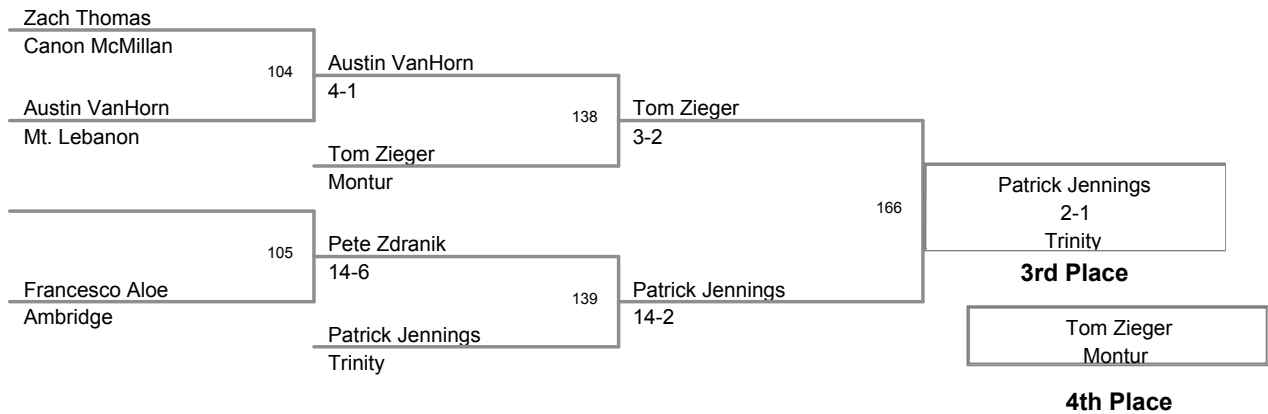 Zach Thomas
Canon McMillan
104
Austin VanHorn
4-1
Austin VanHorn
Mt. Lebanon
138
Tom Zieger
3-2
Tom Zieger
Montur
166
Patrick Jennings
2-1
Trinity
3rd Place
105
Pete Zdranik
14-6
Francesco Aloe
Ambridge
139
Patrick Jennings
14-2
Patrick Jennings
Trinity
Tom Zieger
Montur
4th Place